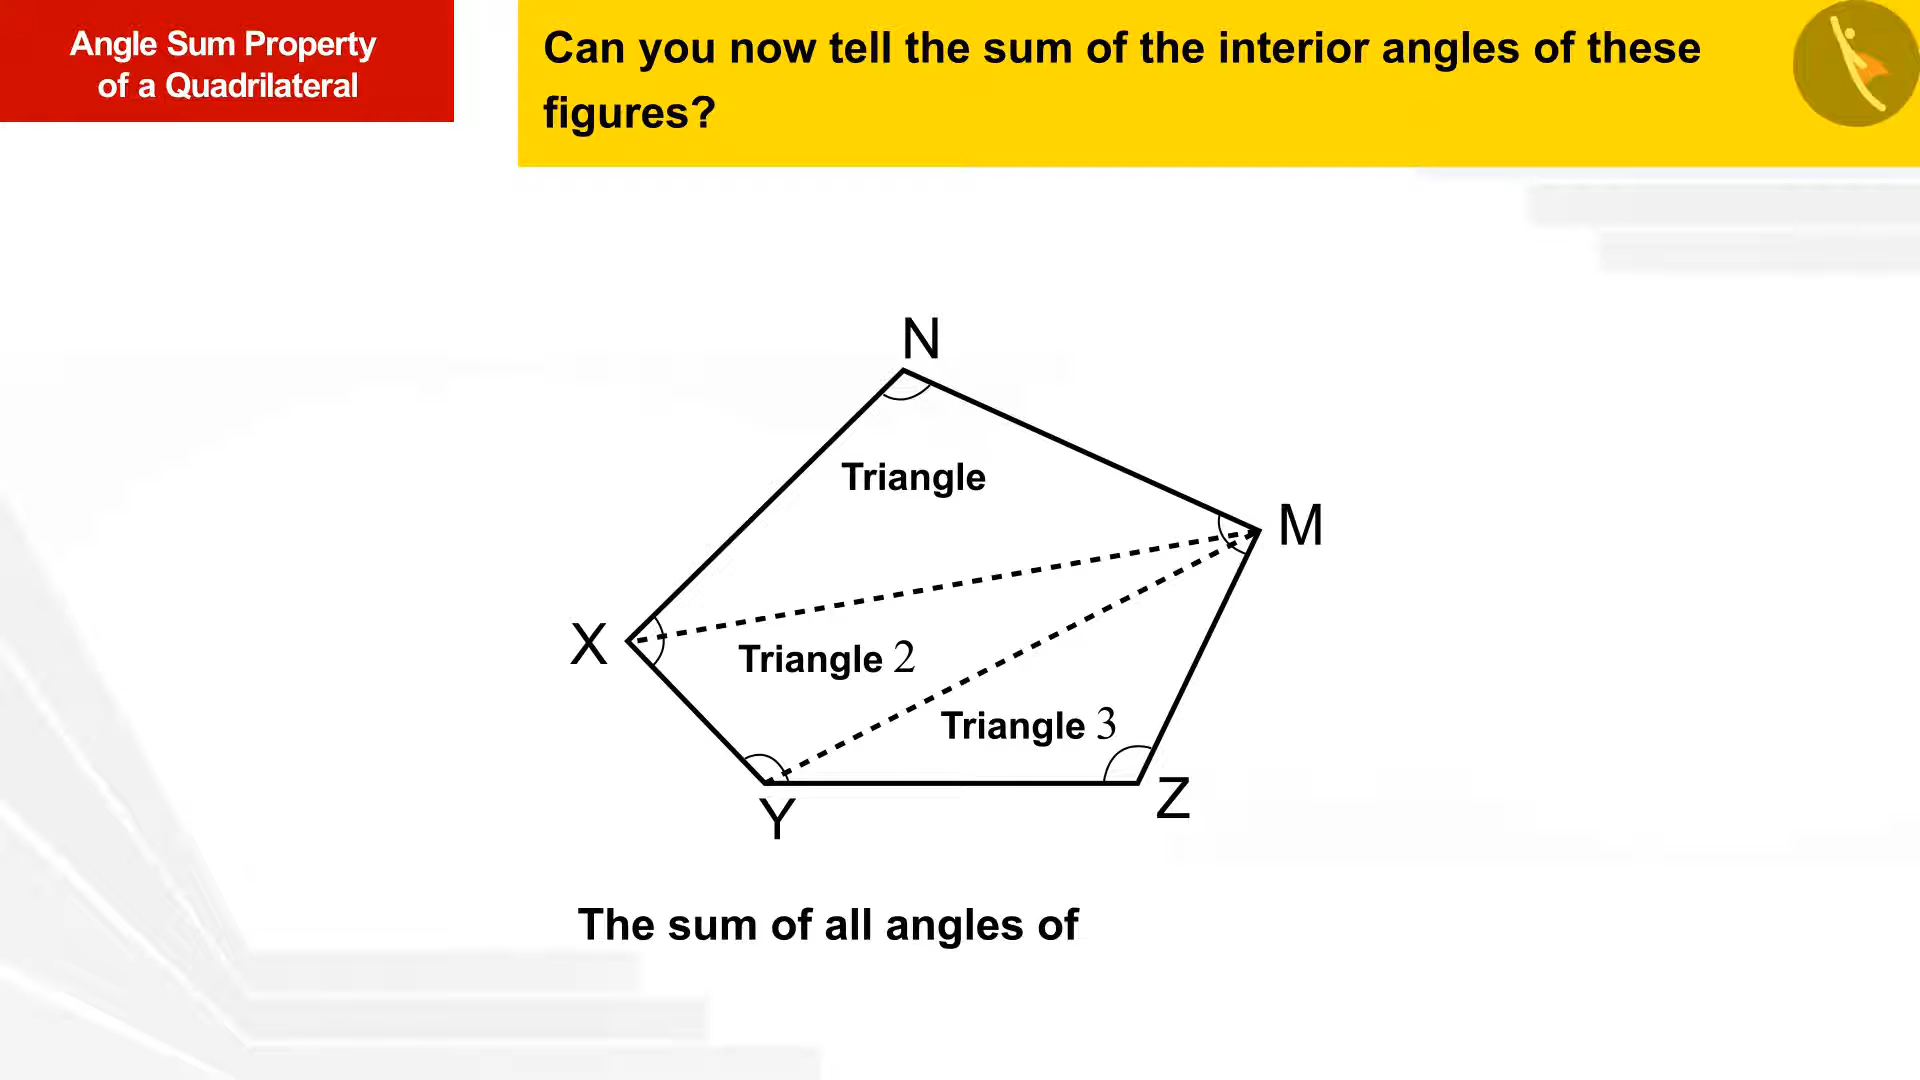 Angle Sum Property
of a Quadrilateral
Can you now tell the sum of the interior angles of these
figures?
N
Triangle
M
X
Triangle 2
Triangle 3
Y
Z
The sum of all angles of